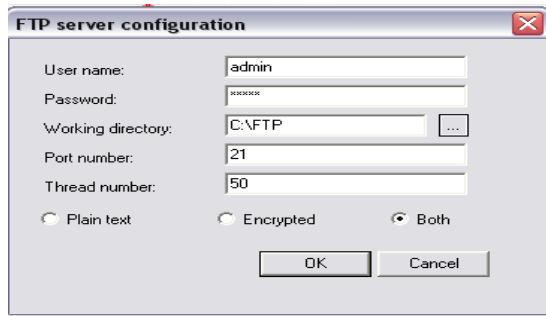 FTP server configuration
User name: admin
Password: *****
Working directory: C:\FTP ...
Port number: 21
Thread number: 50
Plain text Encrypted Both
OK Cancel